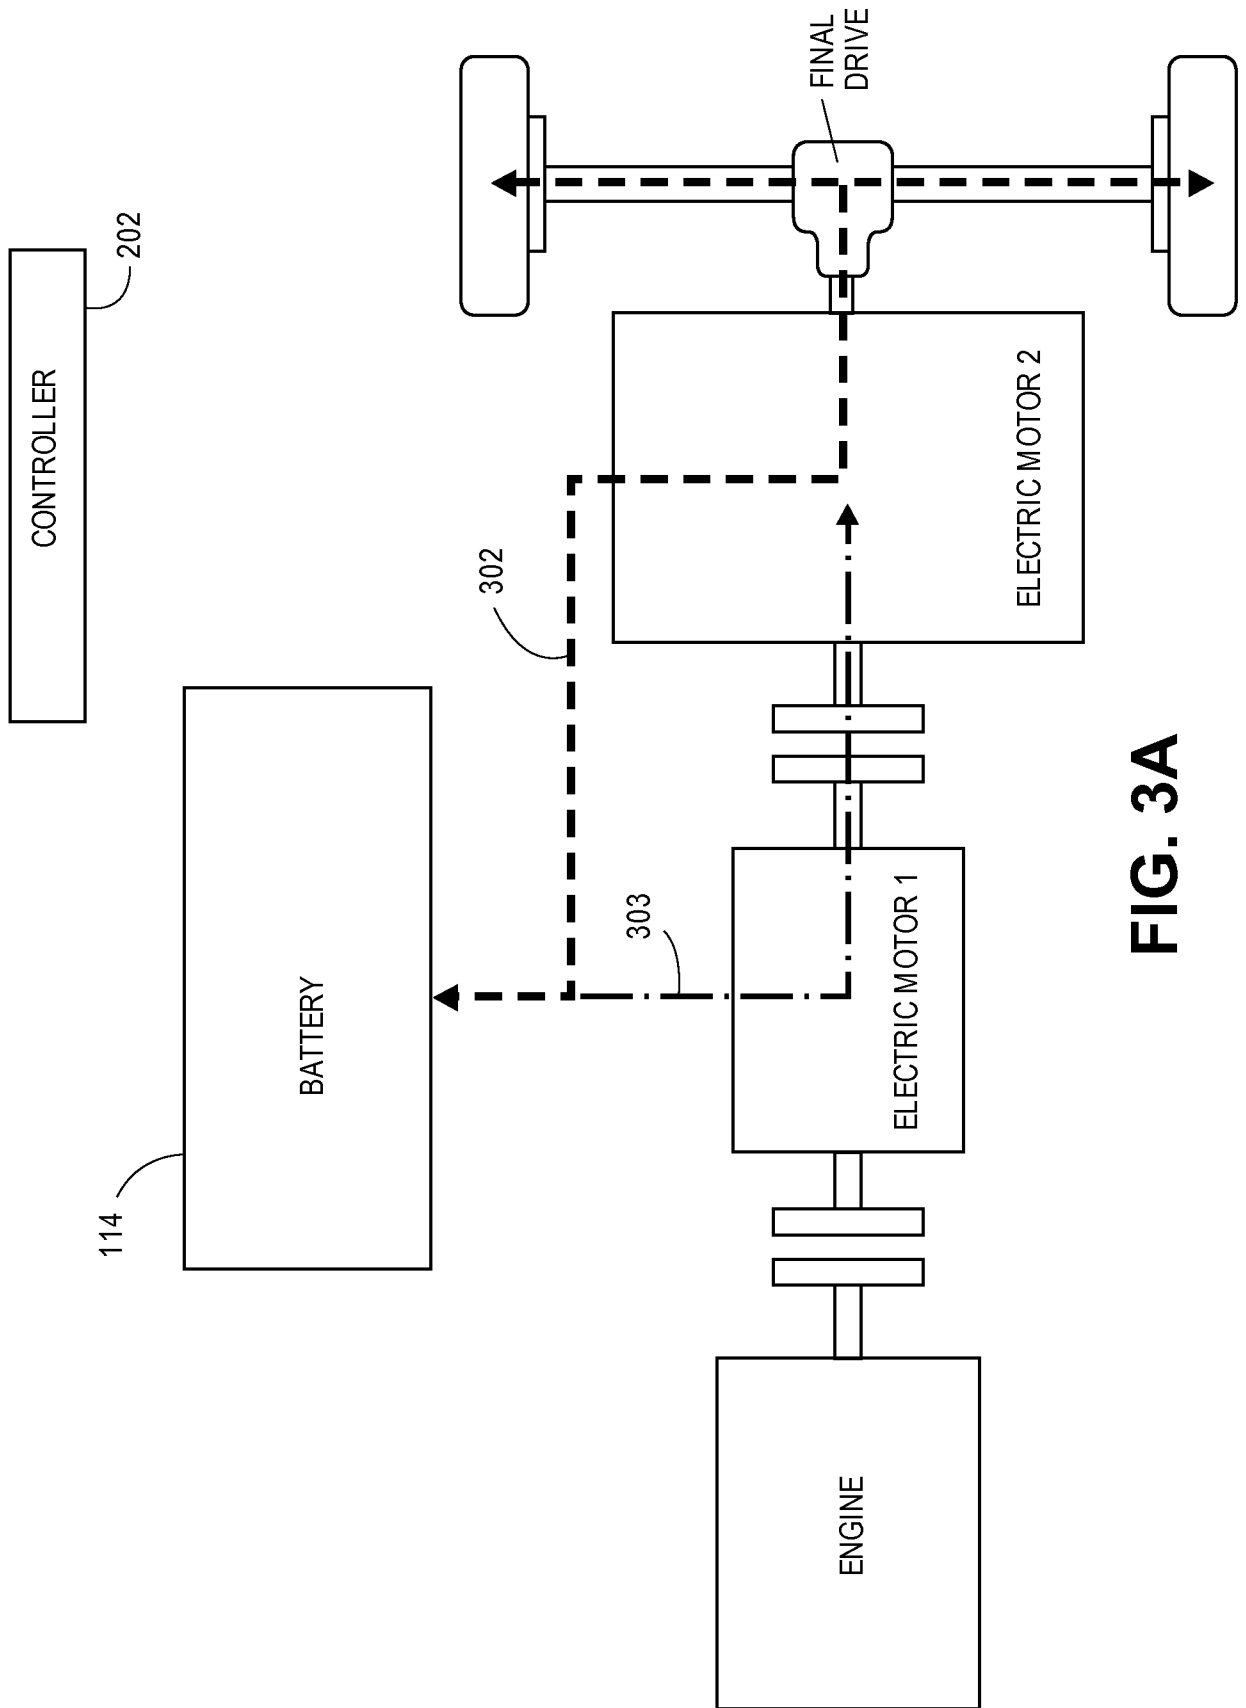 CONTROLLER
202
114
BATTERY
302
303
FINAL
DRIVE
ENGINE
ELECTRIC MOTOR 1
ELECTRIC MOTOR 2
FIG. 3A